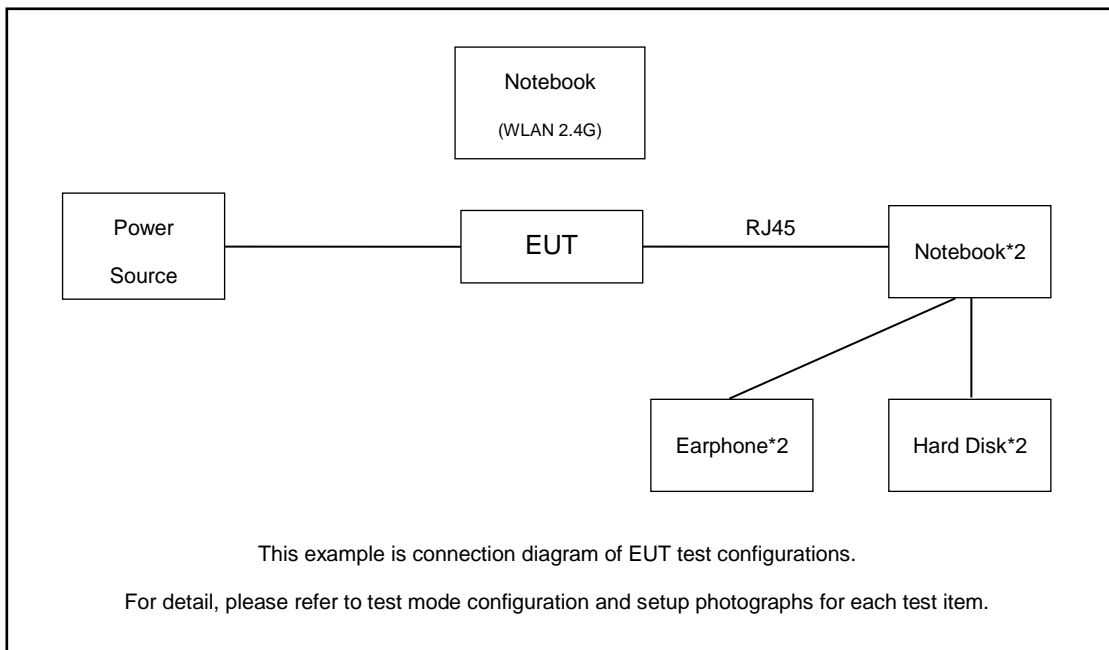 Notebook
(WLAN 2.4G)
Power
Source
EUT
RJ45
Notebook*2
Earphone*2
Hard Disk*2
This example is connection diagram of EUT test configurations.
For detail, please refer to test mode configuration and setup photographs for each test item.